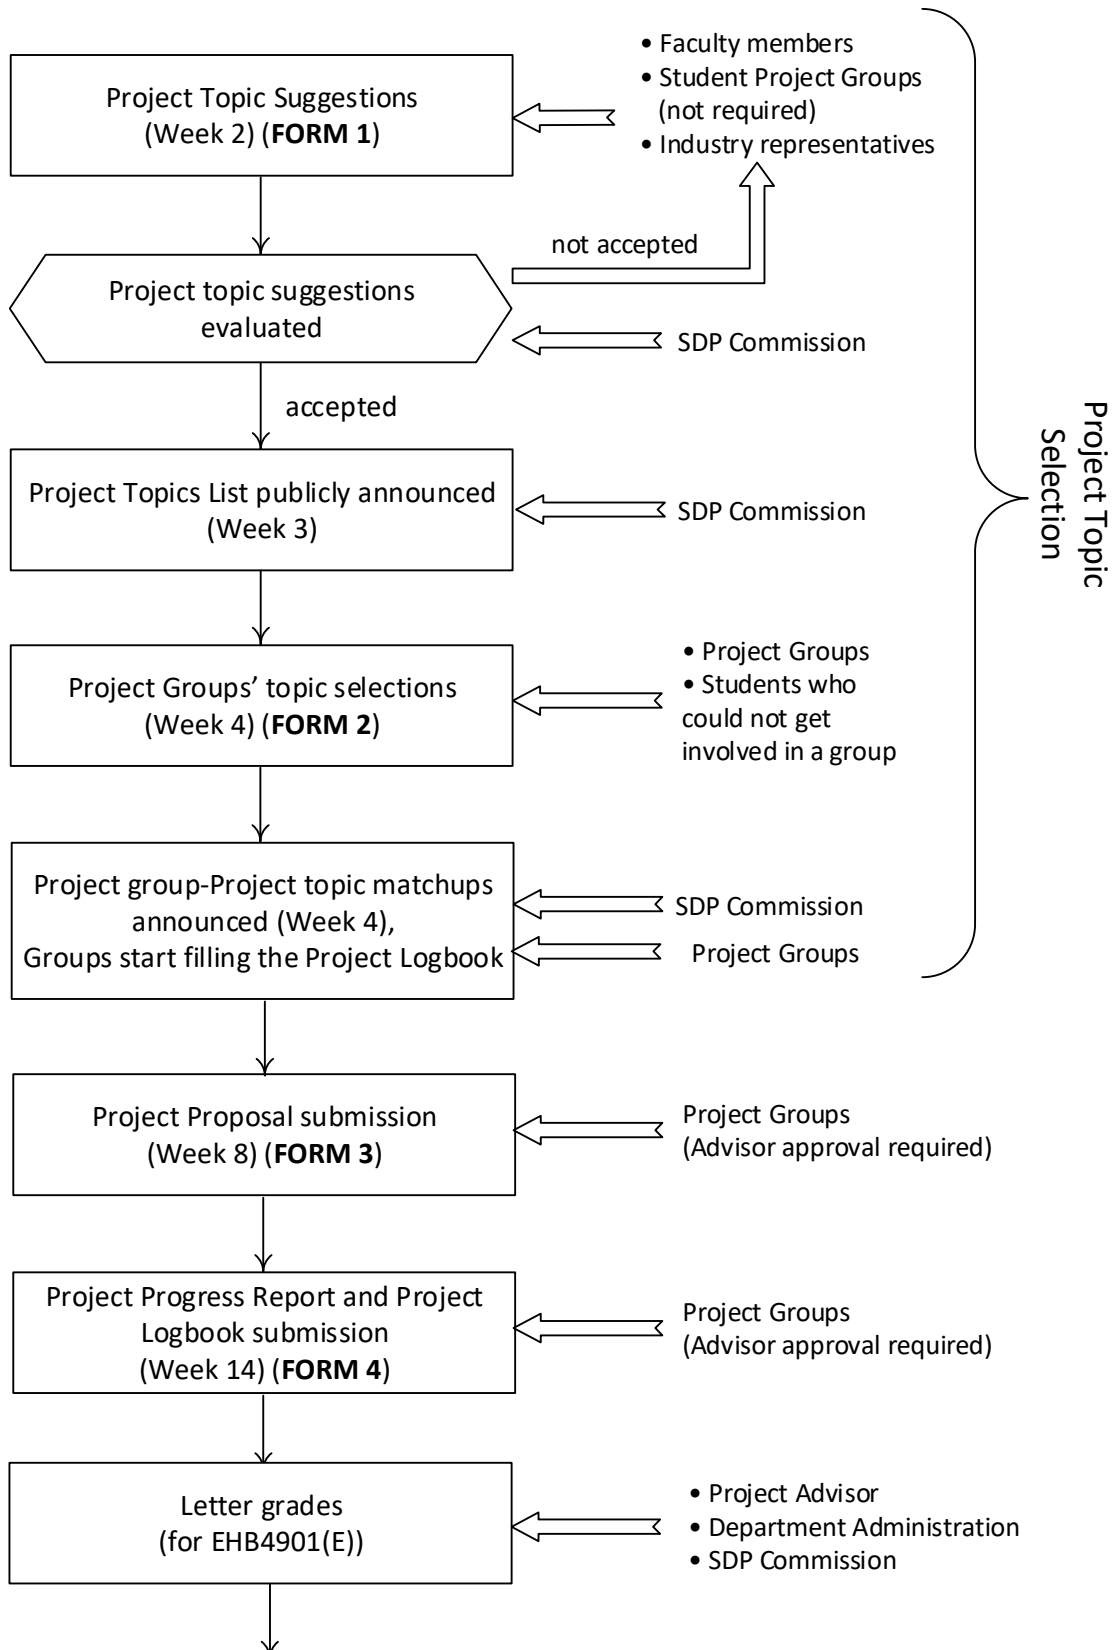 • Faculty members
• Student Project Groups
(not required)
• Industry representatives
Project Topic Suggestions
(Week 2) (FORM 1)
not accepted
Project topic suggestions
evaluated
SDP Commission
accepted
Project Topics List publicly announced
(Week 3)
SDP Commission
Project Topic
Selection
Project Groups’ topic selections
(Week 4) (FORM 2)
• Project Groups
• Students who
could not get
involved in a group
Project group-Project topic matchups
announced (Week 4),
Groups start filling the Project Logbook
SDP Commission
Project Groups
Project Proposal submission
(Week 8) (FORM 3)
Project Groups
(Advisor approval required)
Project Progress Report and Project
Logbook submission
(Week 14) (FORM 4)
Project Groups
(Advisor approval required)
Letter grades
(for EHB4901(E))
• Project Advisor
• Department Administration
• SDP Commission